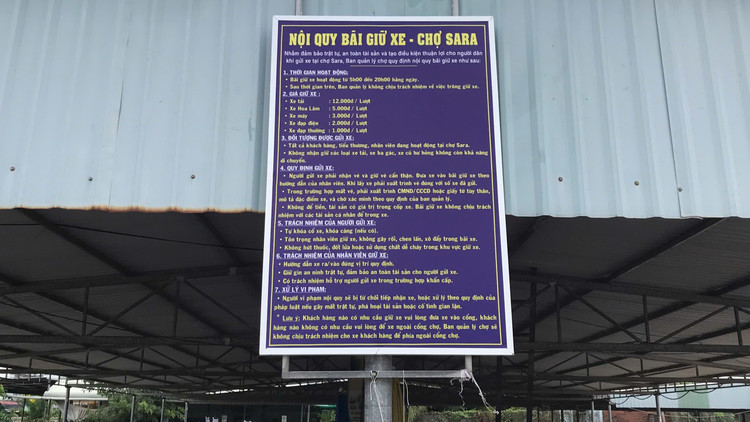 NỘI QUY BÃI GIỮ XE - CHỢ SARA
Nhằm đảm bảo trật tự, an toàn tài sản và tạo điều kiện thuận lợi cho người dân
khi gửi xe tại chợ Sara, Ban quản lý chợ quy định nội quy bãi giữ xe như sau:
1. THỜI GIAN HOẠT ĐỘNG:
• Bãi giữ xe hoạt động từ 5h00 đến 20h00 hằng ngày.
• Sau thời gian trên, Ban quản lý không chịu trách nhiệm về việc trông giữ xe.
2. GIÁ GIỮ XE :
• Xe tải : 12.000đ / Lượt
• Xe Hoa Lâm : 5.000đ / Lượt
• Xe máy : 3.000đ / Lượt
• Xe đạp điện : 2.000đ / Lượt
• Xe đạp thường : 1.000đ / Lượt
3. ĐỐI TƯỢNG ĐƯỢC GỬI XE:
• Tất cả khách hàng, tiểu thương, nhân viên đang hoạt động tại chợ Sara.
• Không nhận giữ các loại xe tải, xe ba gác, xe cũ hư hỏng không còn khả năng
di chuyển.
4. QUY ĐỊNH GỬI XE:
• Người gửi xe phải nhận vé và giữ vé cẩn thận. Đưa xe vào bãi giữ xe theo
hướng dẫn của nhân viên. Khi lấy xe phải xuất trình vé đúng với số xe đã gửi.
• Trong trường hợp mất vé, phải xuất trình CMND/CCCD hoặc giấy tờ tùy thân,
mô tả đặc điểm xe, và chờ xác minh theo quy định của ban quản lý.
• Không để tiền, tài sản có giá trị trong cốp xe. Bãi giữ xe không chịu trách
nhiệm với các tài sản cá nhân để trong xe.
5. TRÁCH NHIỆM CỦA NGƯỜI GỬI XE:
• Tự khóa cổ xe, khóa càng (nếu có).
• Tôn trọng nhân viên giữ xe, không gây rối, chen lấn, xô đẩy trong bãi xe.
• Không hút thuốc, đốt lửa hoặc sử dụng chất dễ cháy trong khu vực giữ xe.
6. TRÁCH NHIỆM CỦA NHÂN VIÊN GIỮ XE:
• Hướng dẫn xe ra/vào đúng vị trí quy định.
• Giữ gìn an ninh trật tự, đảm bảo an toàn tài sản cho người gửi xe.
• Có trách nhiệm hỗ trợ người gửi xe trong trường hợp khẩn cấp.
7. XỬ LÝ VI PHẠM:
• Người vi phạm nội quy sẽ bị từ chối tiếp nhận xe, hoặc xử lý theo quy định của
pháp luật nếu gây mất trật tự, phá hoại tài sản hoặc cố tình gian lận.
* Lưu ý: Khách hàng nào có nhu cầu giữ xe vui lòng đưa xe vào cổng, khách
hàng nào không có nhu cầu vui lòng để xe ngoài cổng chợ, Ban quản lý chợ sẽ
không chịu trách nhiệm cho xe khách hàng để phía ngoài cổng chợ.